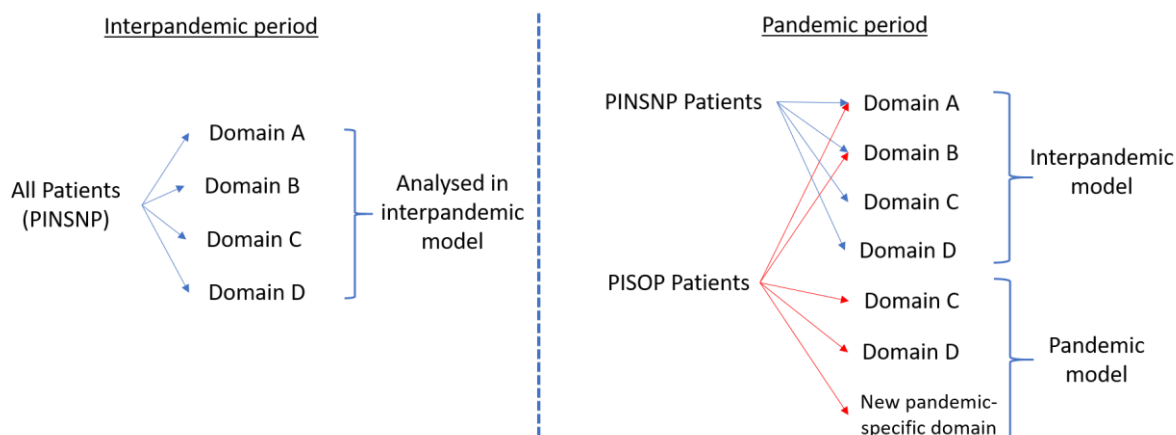 Interpandemic period
All Patients
(PINSNP)
Domain A
Domain B
Domain C
Domain D
Analysed in
interpandemic
model
Pandemic period
PINSNP Patients
PISOP Patients
Domain A
Domain B
Domain C
Domain D
Interpandemic
model
Domain C
Domain D
New pandemic-
specific domain
Pandemic
model